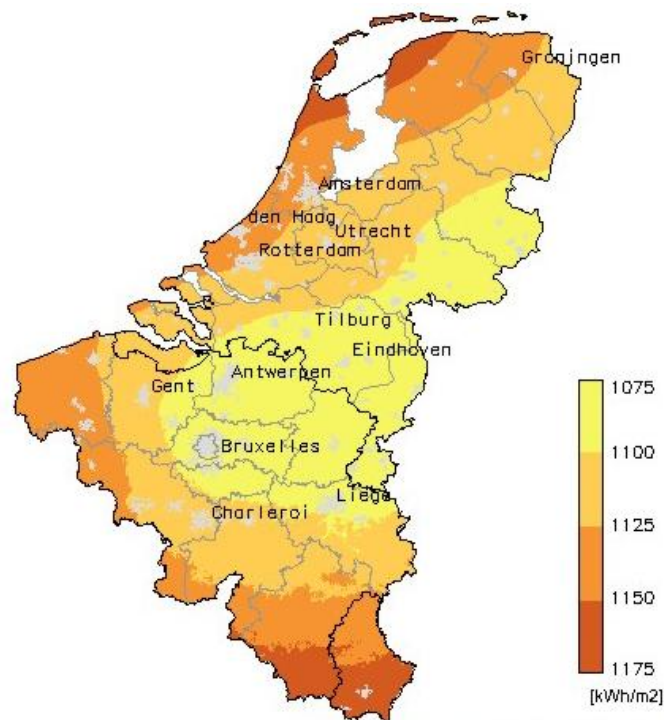 Groningen
Amsterdam
den Haag
Utrecht
Rotterdam
Tilburg
Eindhoven
Antwerpen
Gent
Bruxelles
Liege
Charleroi
1075
1100
1125
1150
1175
[kWh/m2]